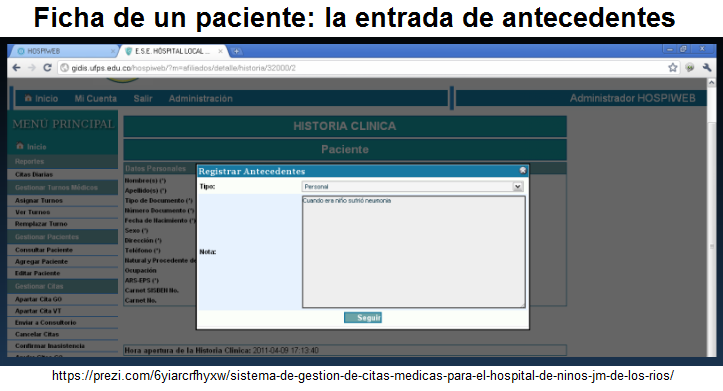 Ficha de un paciente: la entrada de antecedentes
HOSPIWEB
E.S.E. HOSPITAL LOCAL ...
gidis.ufps.edu.co/hospiweb/?m=afiliados/detalle/historia/32000/2
Inicio Mi Cuenta Salir Administración
Administrador HOSPIWEB
MENU PRINCIPAL
Inicio
Reportes
Citas Diarias
Gestionar Turnos Médicos
Asignar Turnos
Ver Turnos
Remplazar Turno
Gestionar Pacientes
Consultar Paciente
Agregar Paciente
Editar Paciente
Gestionar Citas
Apartar Cita GO
Apartar Cita VT
Enviar a Consultorio
Cancelar Citas
Confirmar Inasistencia
HISTORIA CLINICA
Paciente
Datos Personales
Nombre(s) (*)
Apellido(s) (*)
Tipo de Documento (*)
Número Documento (*)
Fecha de Nacimiento (*)
Sexo (*)
Dirección (*)
Teléfono (*)
Natural y Procedente de
Ocupación
ARS-EPS (*)
Carnet SISBEN No.
Carnet No.
Registrar Antecedentes
Tipo:
Personal
Nota:
Cuando era niño sufrió neumonia
Seguir
Hora apertura de la Historia Clinica: 2011-04-09 17:13:40
https://prezi.com/6yiarcrfhyxw/sistema-de-gestion-de-citas-medicas-para-el-hospital-de-ninos-jm-de-los-rios/